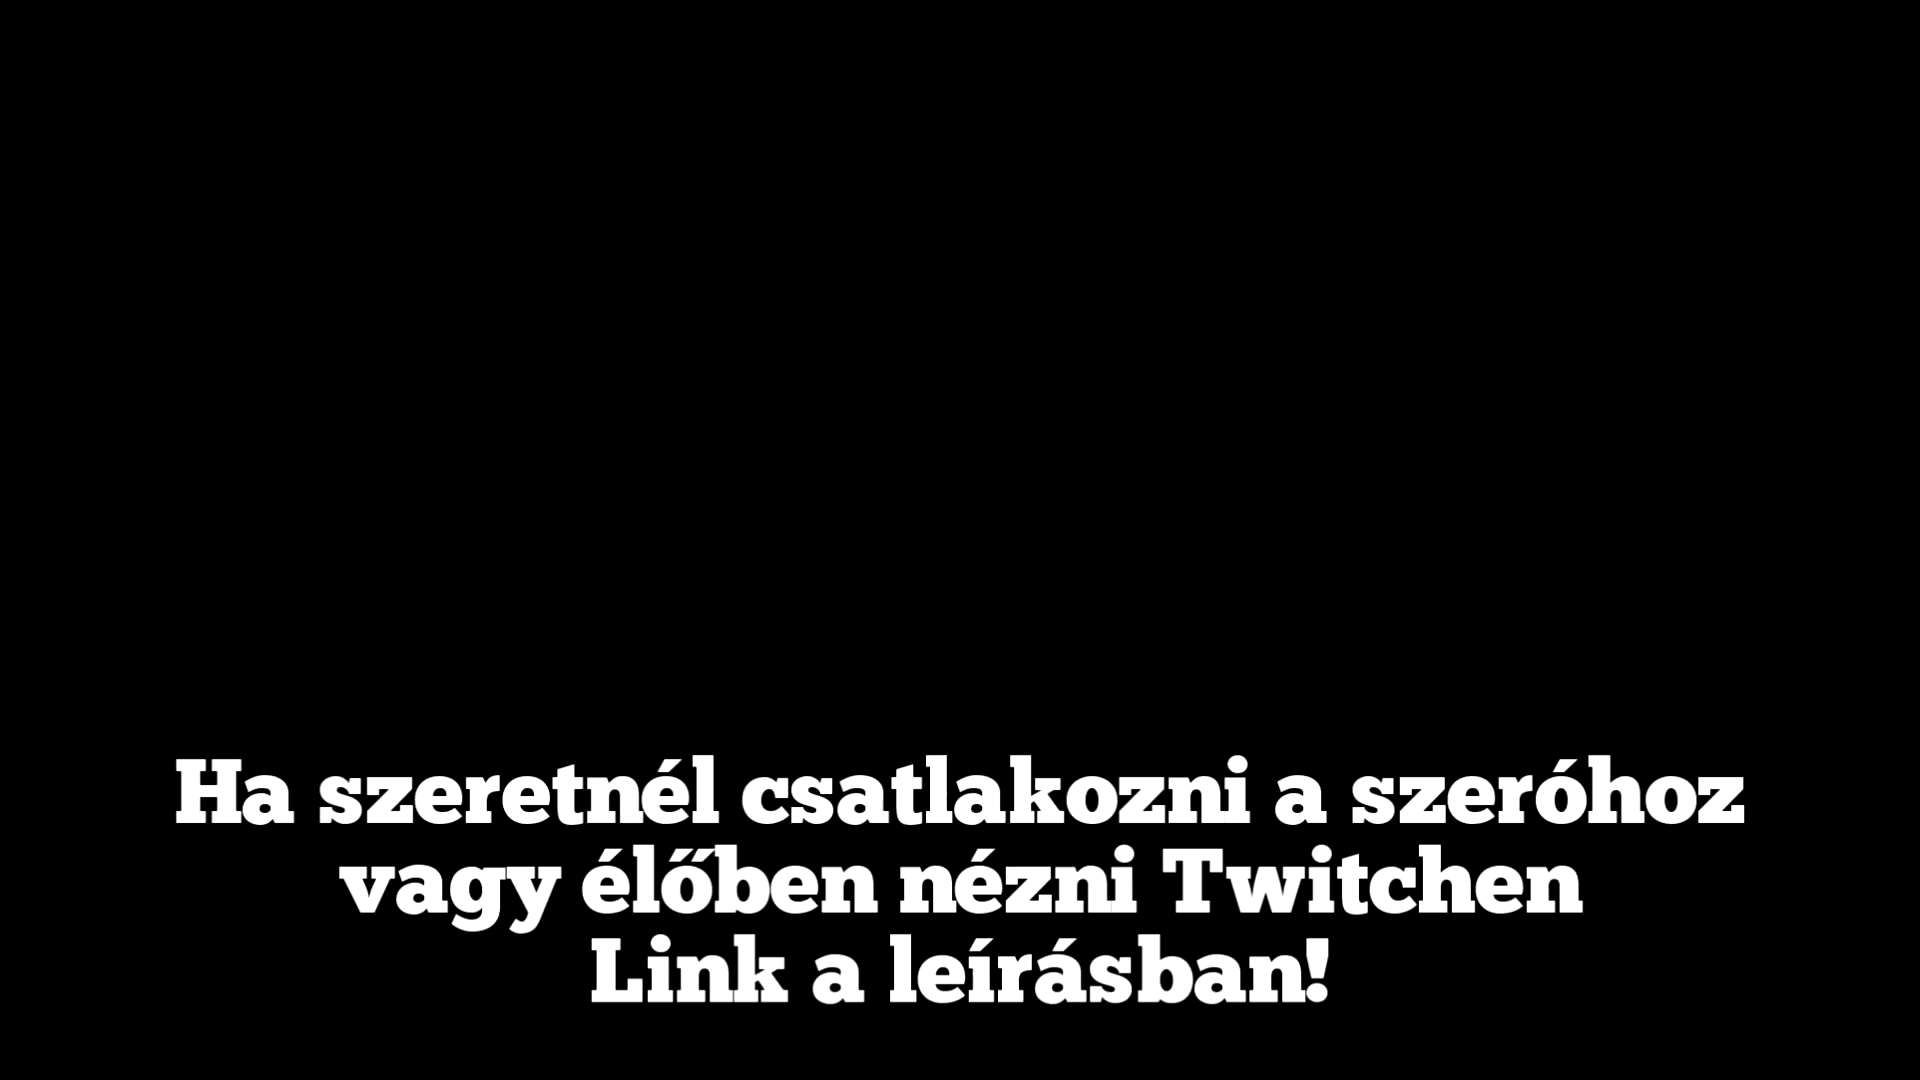 Ha szeretnél csatlakozni a szeróhoz
vagy élőben nézni Twitchen
Link a leírásban!